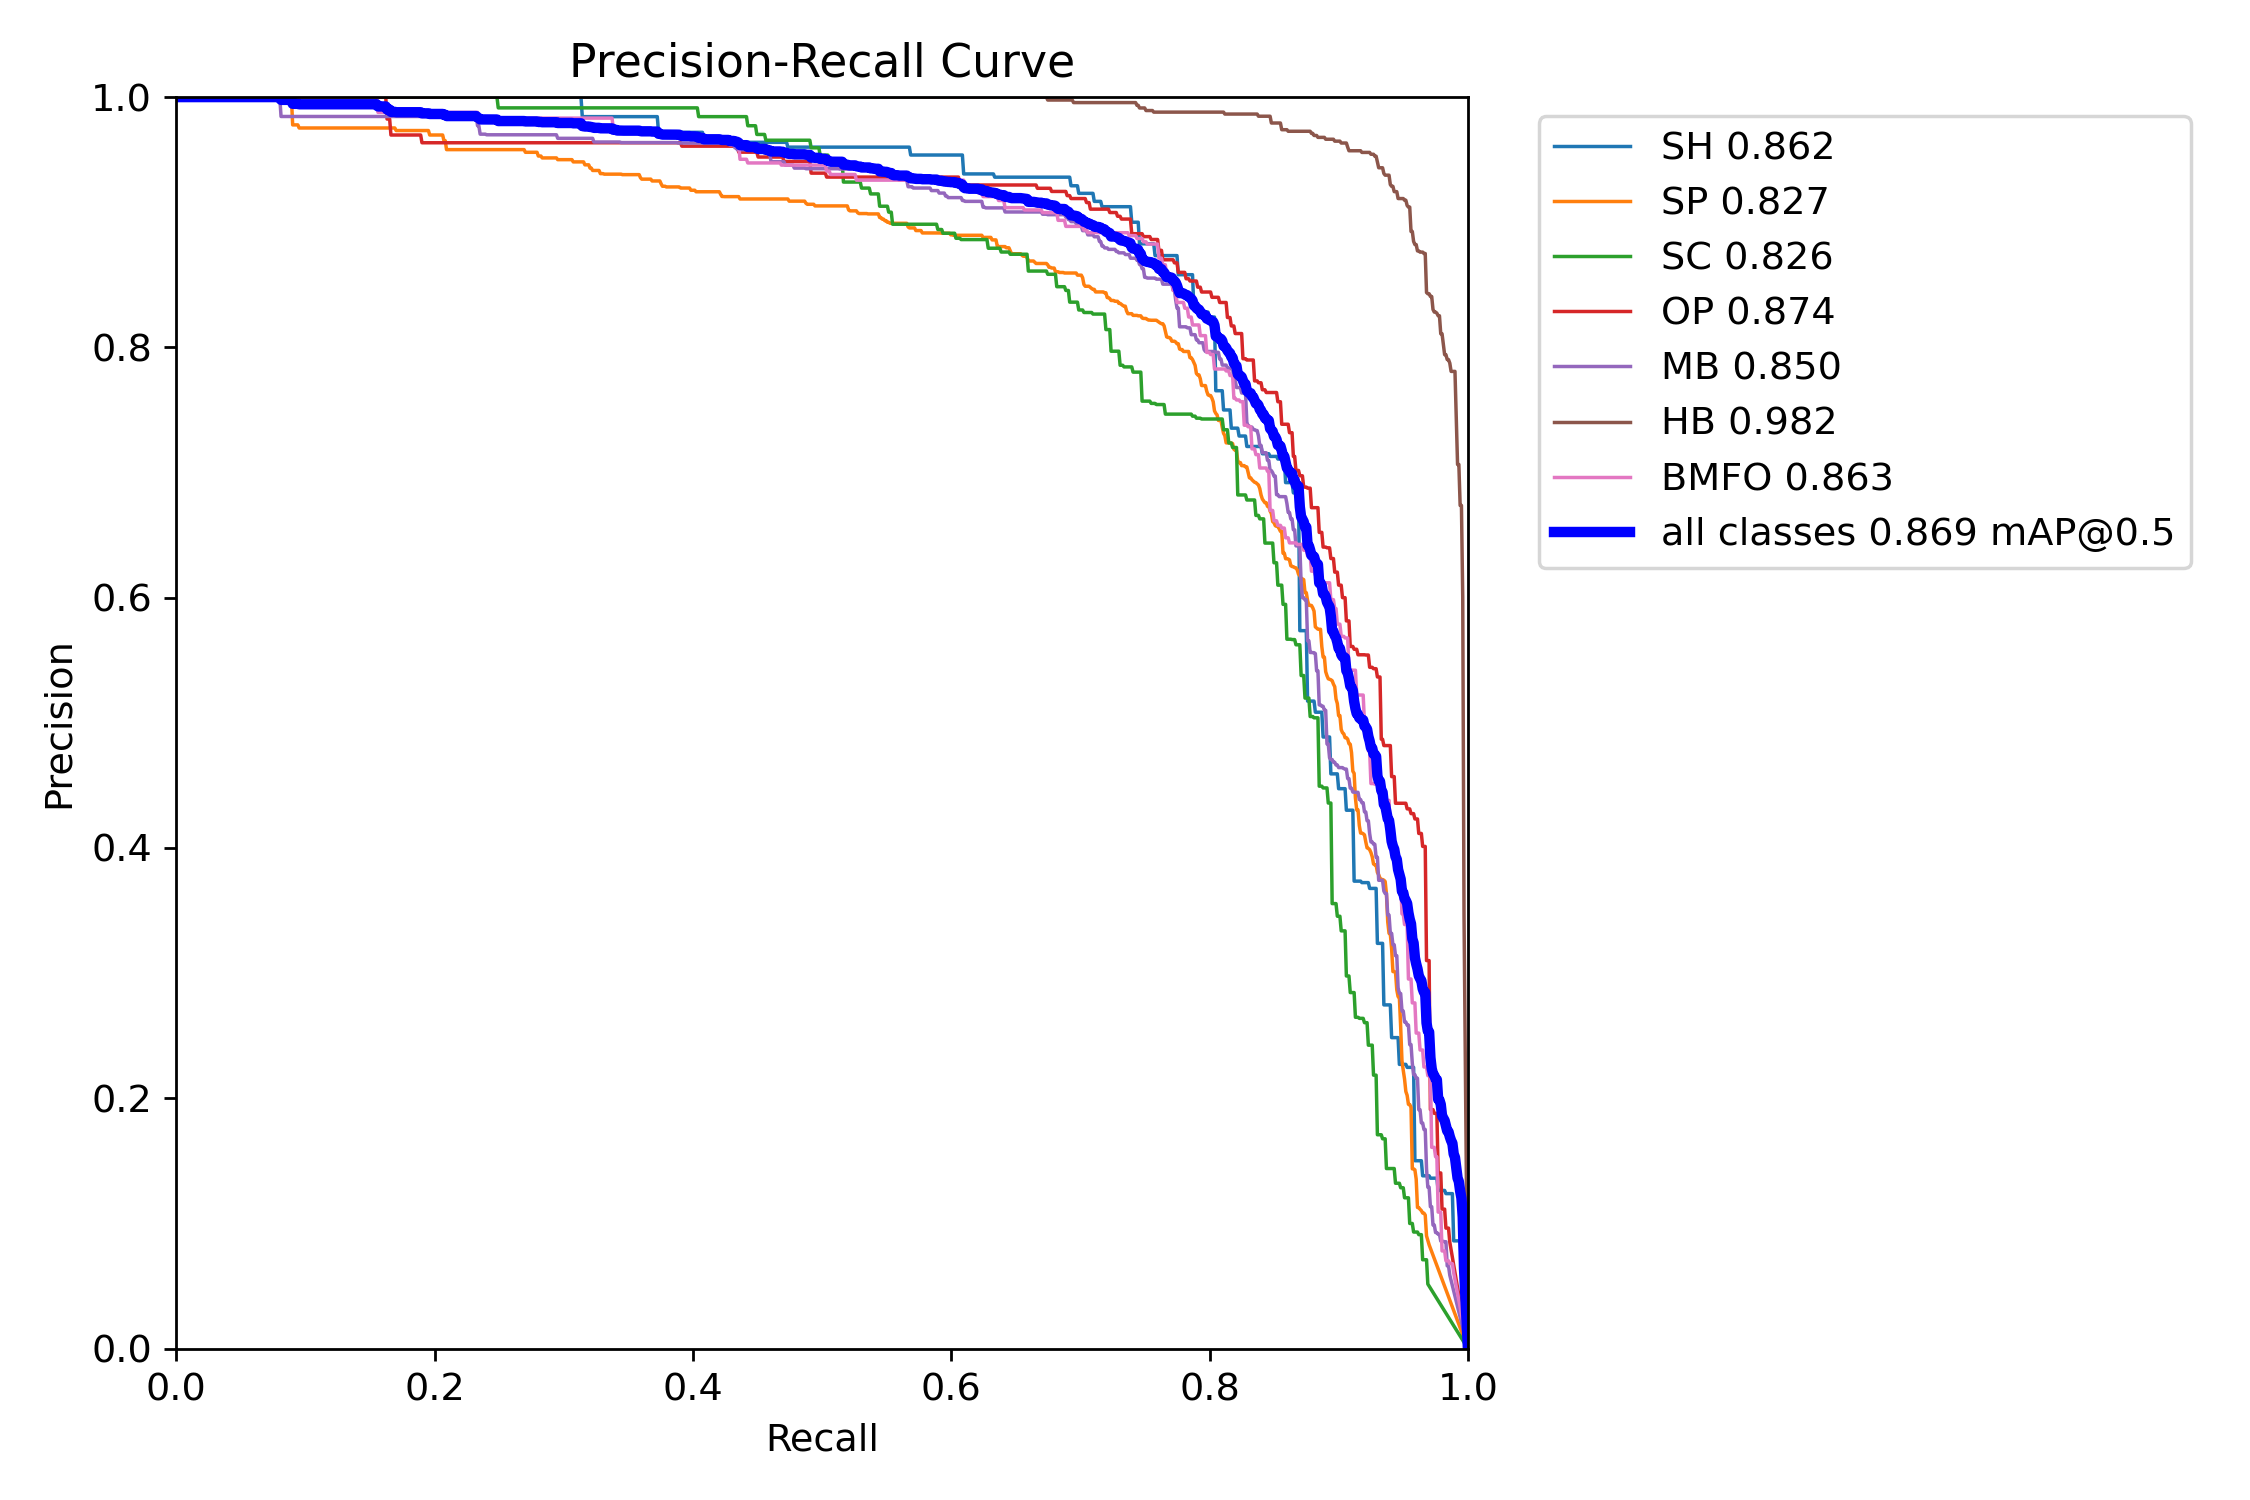 Precision-Recall Curve
1.0
0.8
0.6
0.4
0.2
0.0
Precision
0.0 0.2 0.4 0.6 0.8 1.0
Recall
SH 0.862
SP 0.827
SC 0.826
OP 0.874
MB 0.850
HB 0.982
BMFO 0.863
all classes 0.869 mAP@0.5